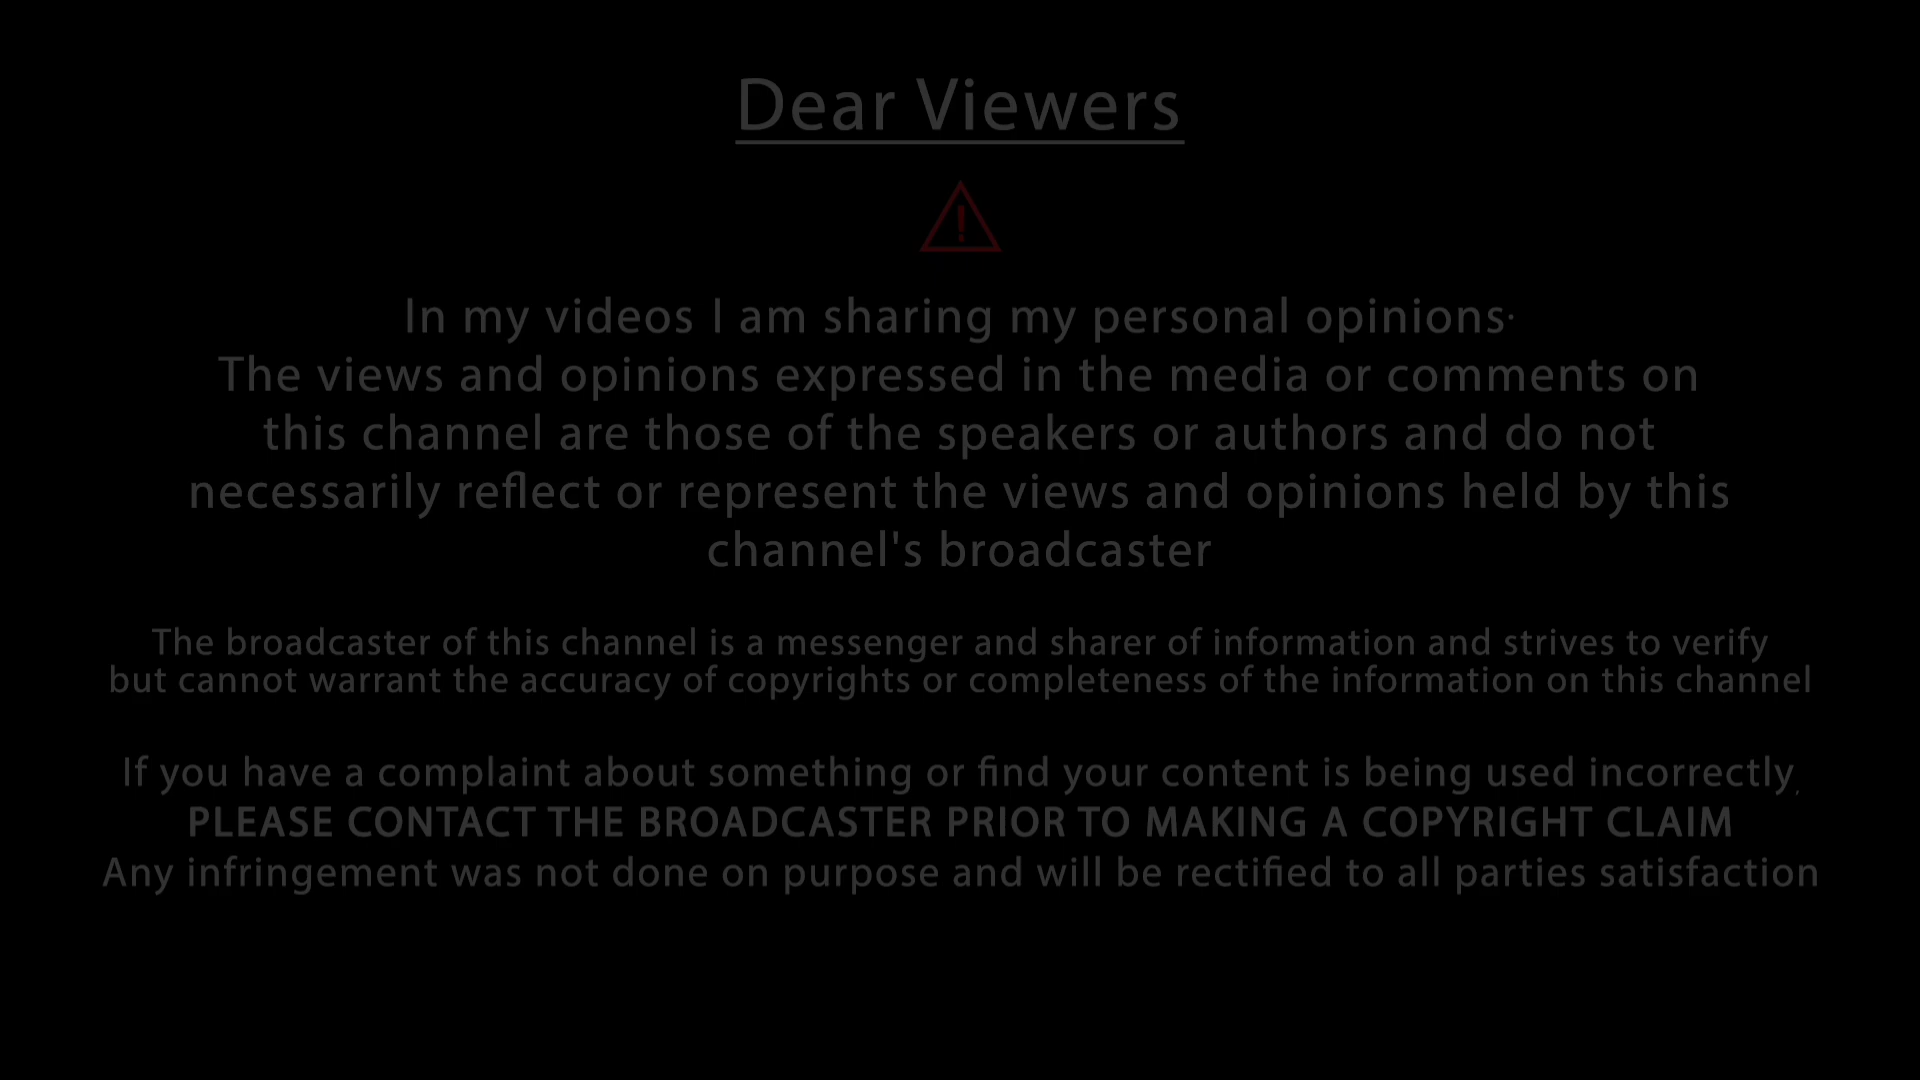 Dear Viewers
!
In my videos I am sharing my personal opinions·
The views and opinions expressed in the media or comments on
this channel are those of the speakers or authors and do not
necessarily reflect or represent the views and opinions held by this
channel's broadcaster
The broadcaster of this channel is a messenger and sharer of information and strives to verify
but cannot warrant the accuracy of copyrights or completeness of the information on this channel
If you have a complaint about something or find your content is being used incorrectly,
PLEASE CONTACT THE BROADCASTER PRIOR TO MAKING A COPYRIGHT CLAIM
Any infringement was not done on purpose and will be rectified to all parties satisfaction